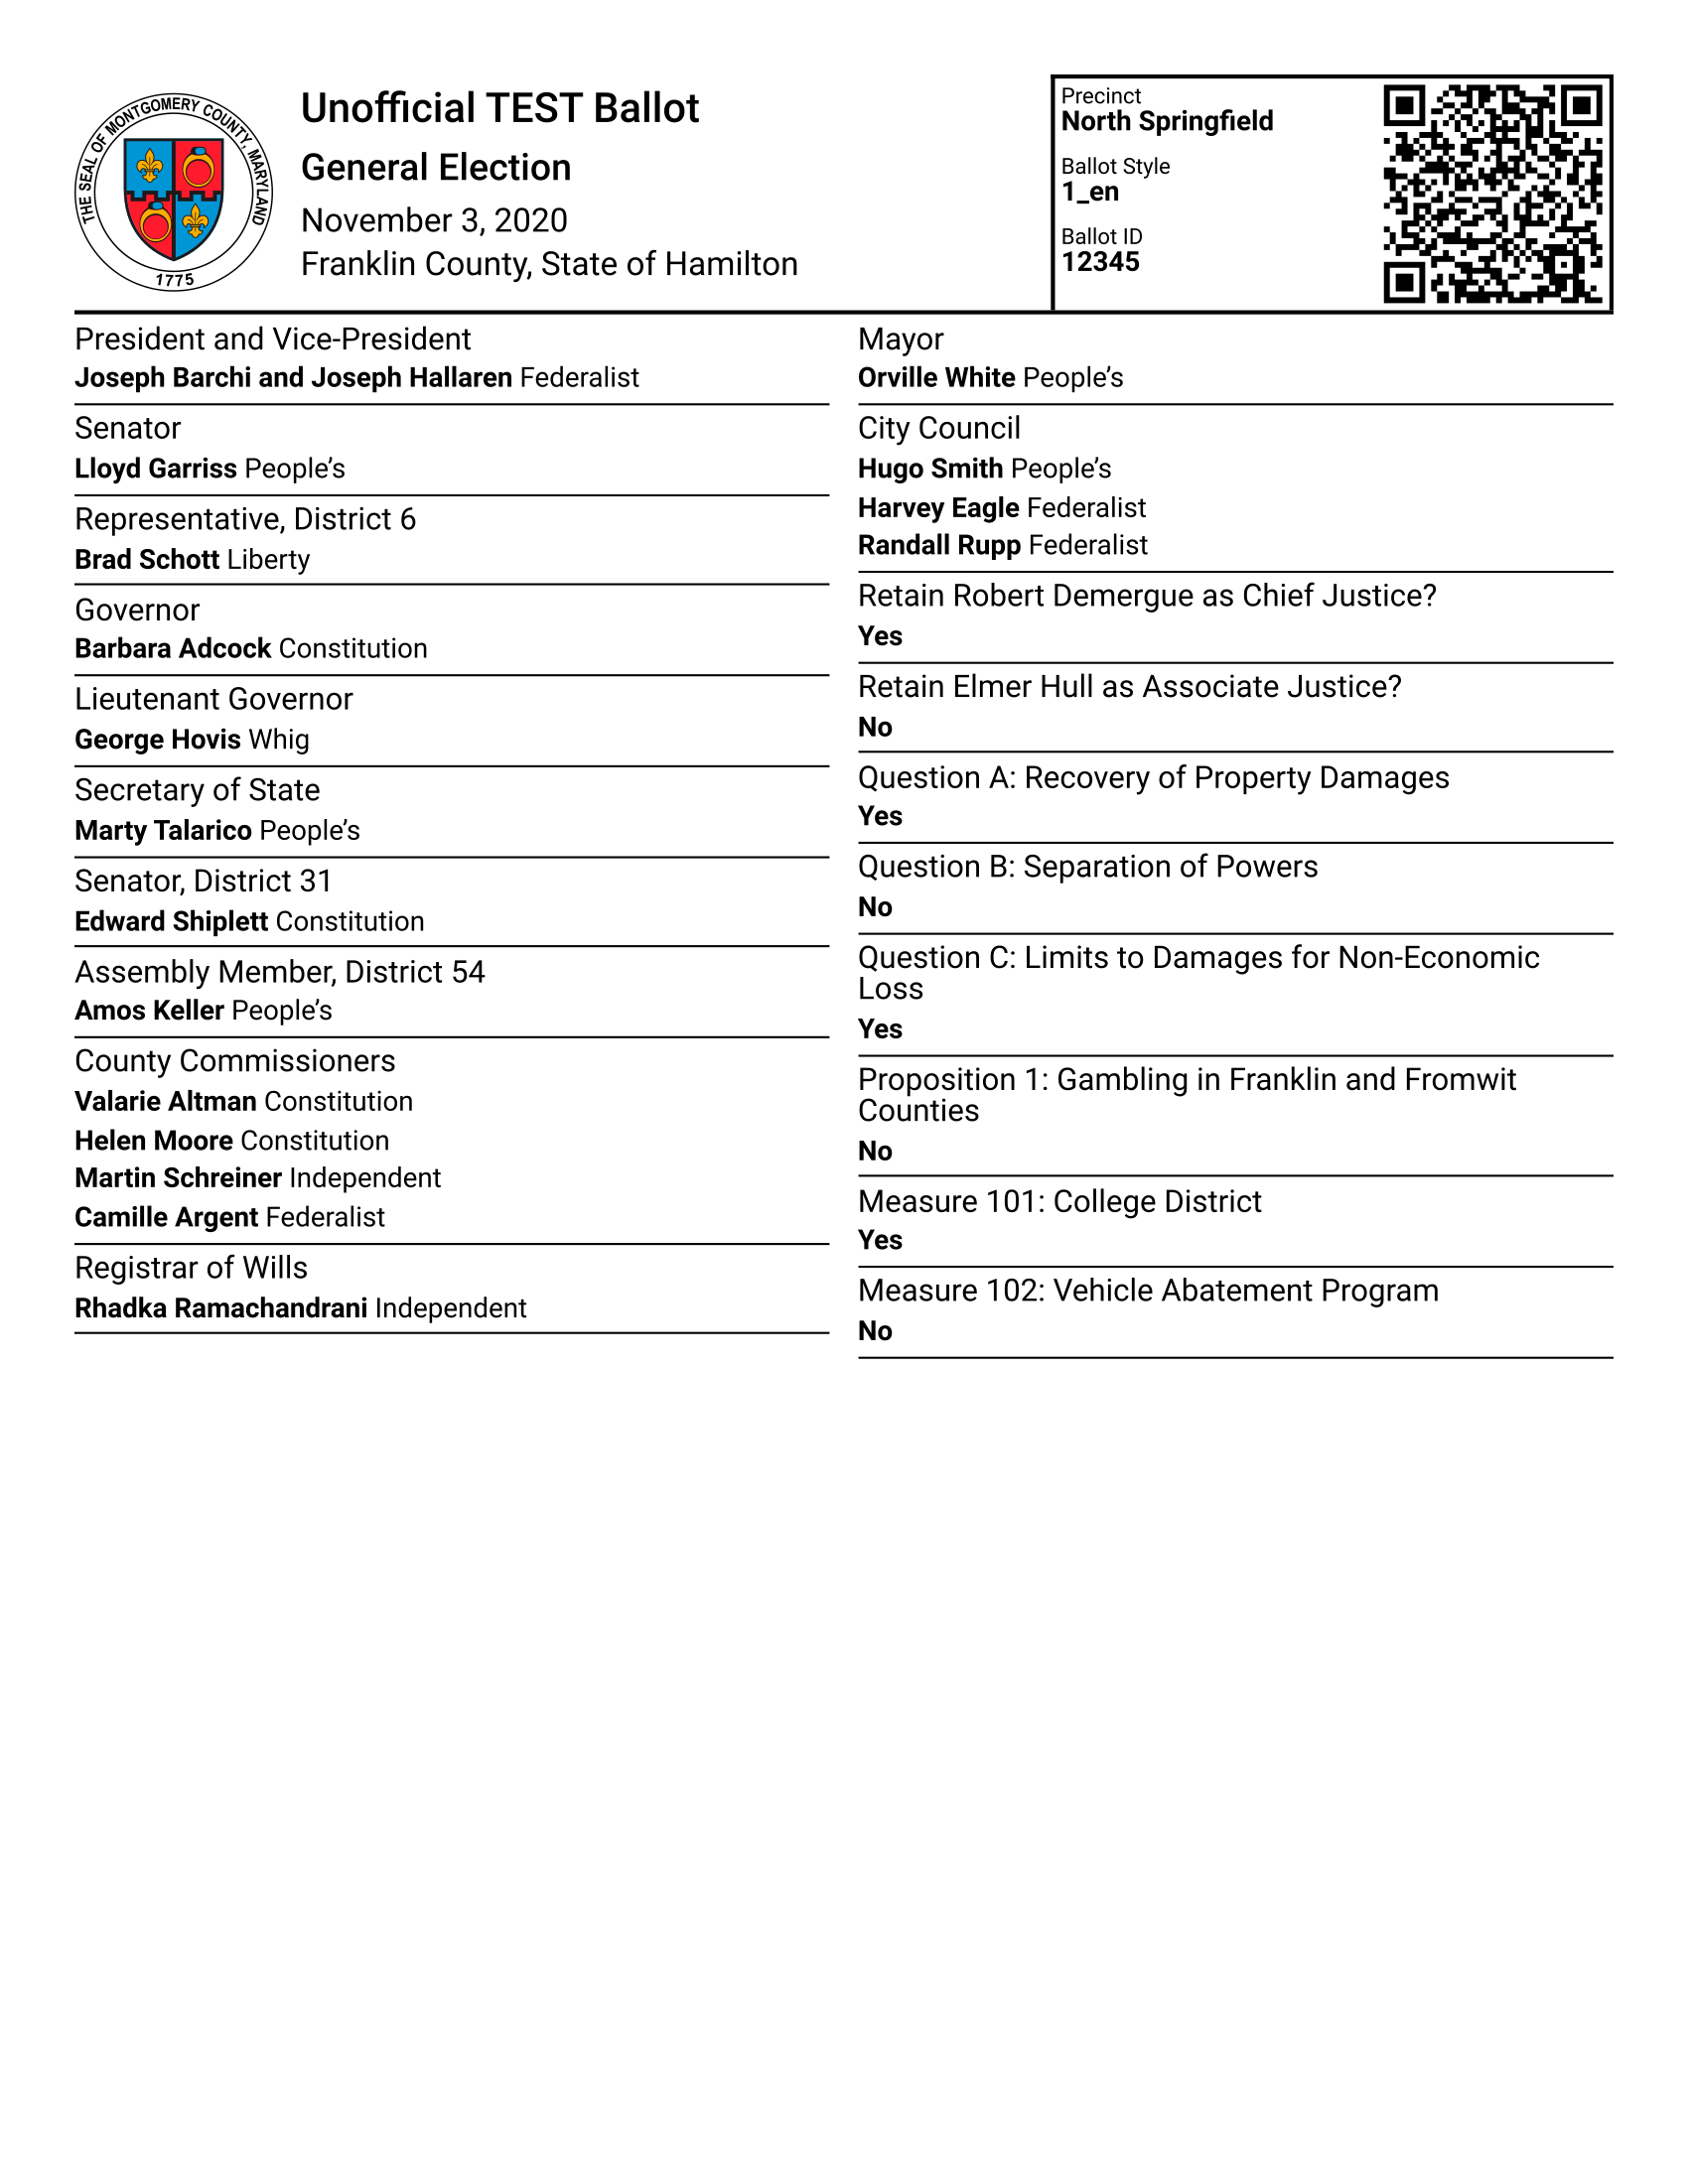 THE SEAL OF MONTGOMERY COUNTY, MARYLAND
1775
Unofficial TEST Ballot
General Election
November 3, 2020
Franklin County, State of Hamilton
Precinct
North Springfield
Ballot Style
1_en
Ballot ID
12345
President and Vice-President
Joseph Barchi and Joseph Hallaren Federalist
Senator
Lloyd Garriss People’s
Representative, District 6
Brad Schott Liberty
Governor
Barbara Adcock Constitution
Lieutenant Governor
George Hovis Whig
Secretary of State
Marty Talarico People’s
Senator, District 31
Edward Shiplett Constitution
Assembly Member, District 54
Amos Keller People’s
County Commissioners
Valarie Altman Constitution
Helen Moore Constitution
Martin Schreiner Independent
Camille Argent Federalist
Registrar of Wills
Rhadka Ramachandrani Independent
Mayor
Orville White People’s
City Council
Hugo Smith People’s
Harvey Eagle Federalist
Randall Rupp Federalist
Retain Robert Demergue as Chief Justice?
Yes
Retain Elmer Hull as Associate Justice?
No
Question A: Recovery of Property Damages
Yes
Question B: Separation of Powers
No
Question C: Limits to Damages for Non-Economic
Loss
Yes
Proposition 1: Gambling in Franklin and Fromwit
Counties
No
Measure 101: College District
Yes
Measure 102: Vehicle Abatement Program
No